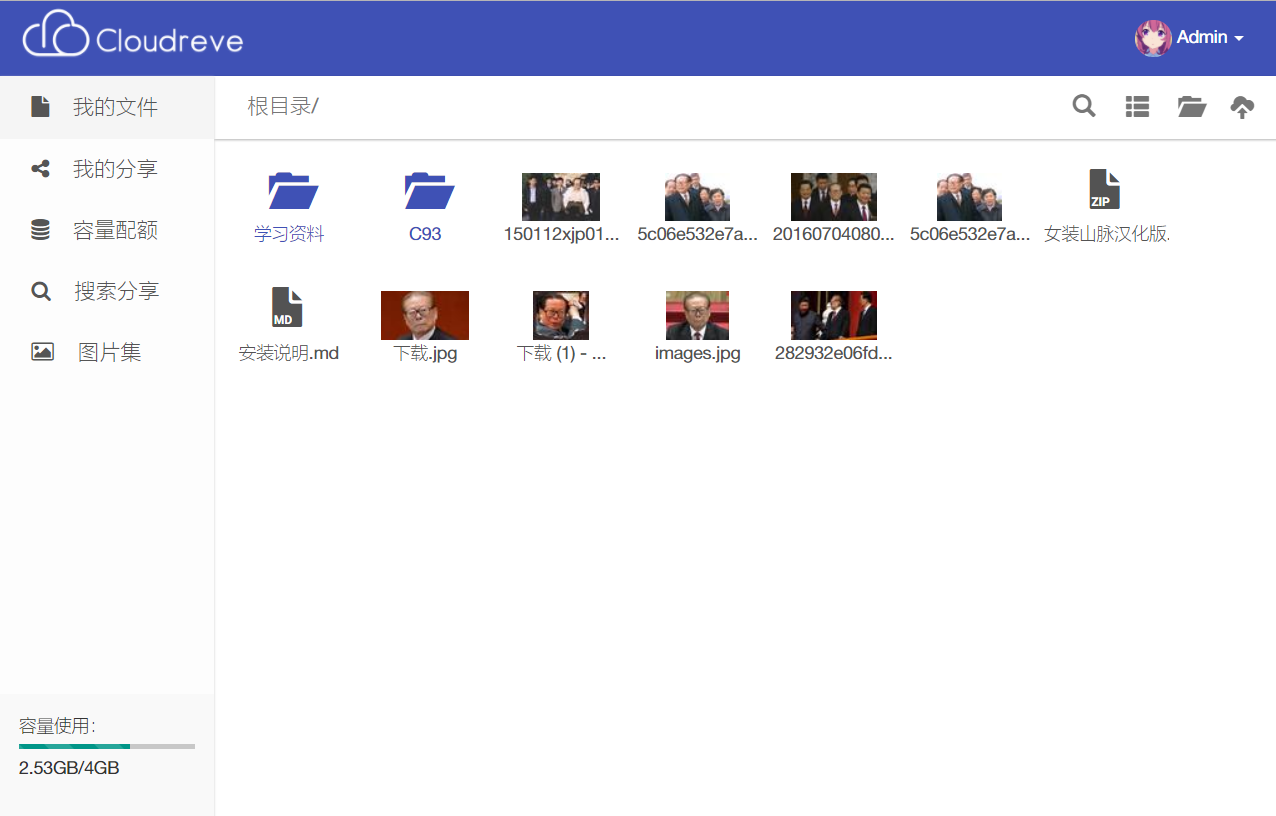 Cloudreve
Admin
我的文件
我的分享
容量配额
搜索分享
图片集
容量使用:
2.53GB/4GB
根目录/
学习资料
C93
150112xjp01...
5c06e532e7a...
20160704080...
5c06e532e7a...
ZIP
女装山脉汉化版.
MD
安装说明.md
下载.jpg
下载 (1) - ...
images.jpg
282932e06fd...